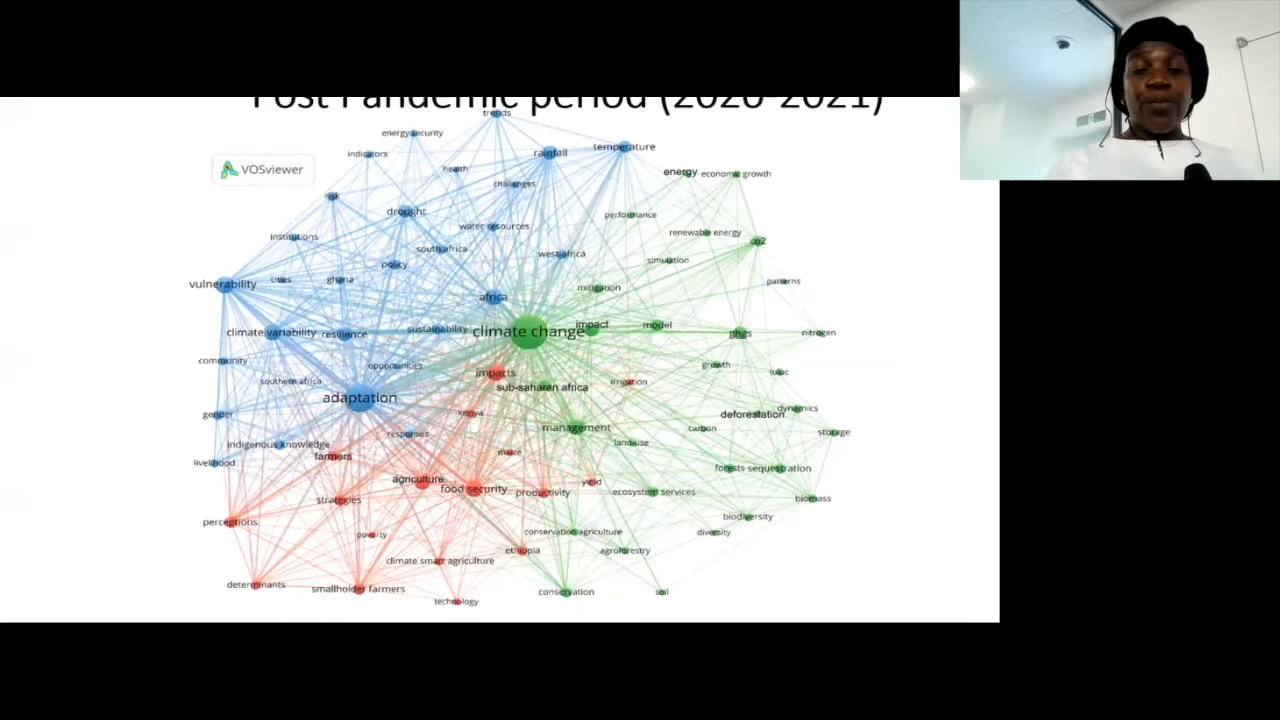 Post Pandemic period (2020-2021)
trends
energy security
indicators
rainfall
temperature
VOSviewer
health
challenges
energy
economic growth
risk
drought
performance
water resources
renewable energy
institutions
co2
south africa
west-africa
policy
simulation
vulnerability
cities
ghana
patterns
mitigation
africa
climate variability
resilience
sustainability
climate change
impact
model
ghgs
nitrogen
community
opportunities
growth
southern africa
impacts
sub-saharan africa
irrigation
luluc
adaptation
gender
kenya
deforestation
dynamics
responses
management
carbon
storage
indigenous knowledge
land-use
farmers
maize
livelihood
forests
sequestration
agriculture
food security
productivity
yield
ecosystem services
strategies
biomass
perceptions
biodiversity
poverty
conservation agriculture
diversity
ethiopia
agroforestry
climate smart agriculture
determinants
smallholder farmers
conservation
soil
technology